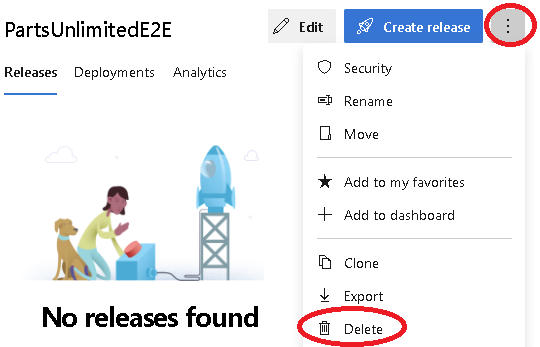 PartsUnlimitedE2E
Edit
Create release
Releases
Deployments
Analytics
Security
Rename
Move
Add to my favorites
Add to dashboard
Clone
Export
Delete
No releases found